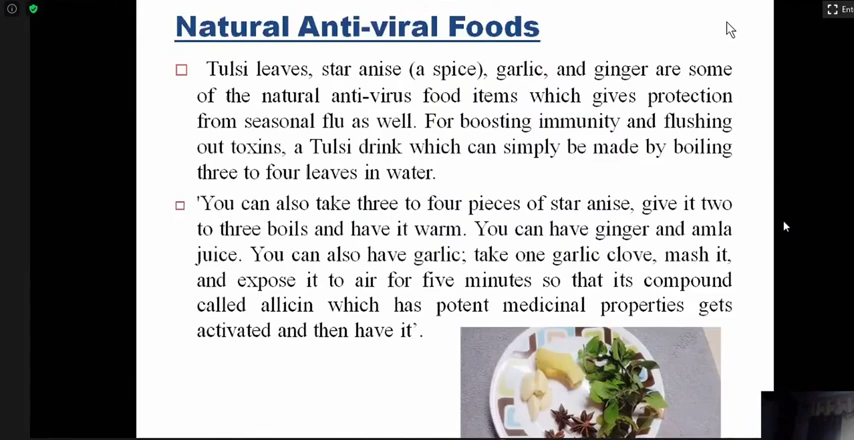 Natural Anti-viral Foods
Tulsi leaves, star anise (a spice), garlic, and ginger are some
of the natural anti-virus food items which gives protection
from seasonal flu as well. For boosting immunity and flushing
out toxins, a Tulsi drink which can simply be made by boiling
three to four leaves in water.
'You can also take three to four pieces of star anise, give it two
to three boils and have it warm. You can have ginger and amla
juice. You can also have garlic; take one garlic clove, mash it,
and expose it to air for five minutes so that its compound
called allicin which has potent medicinal properties gets
activated and then have it’.